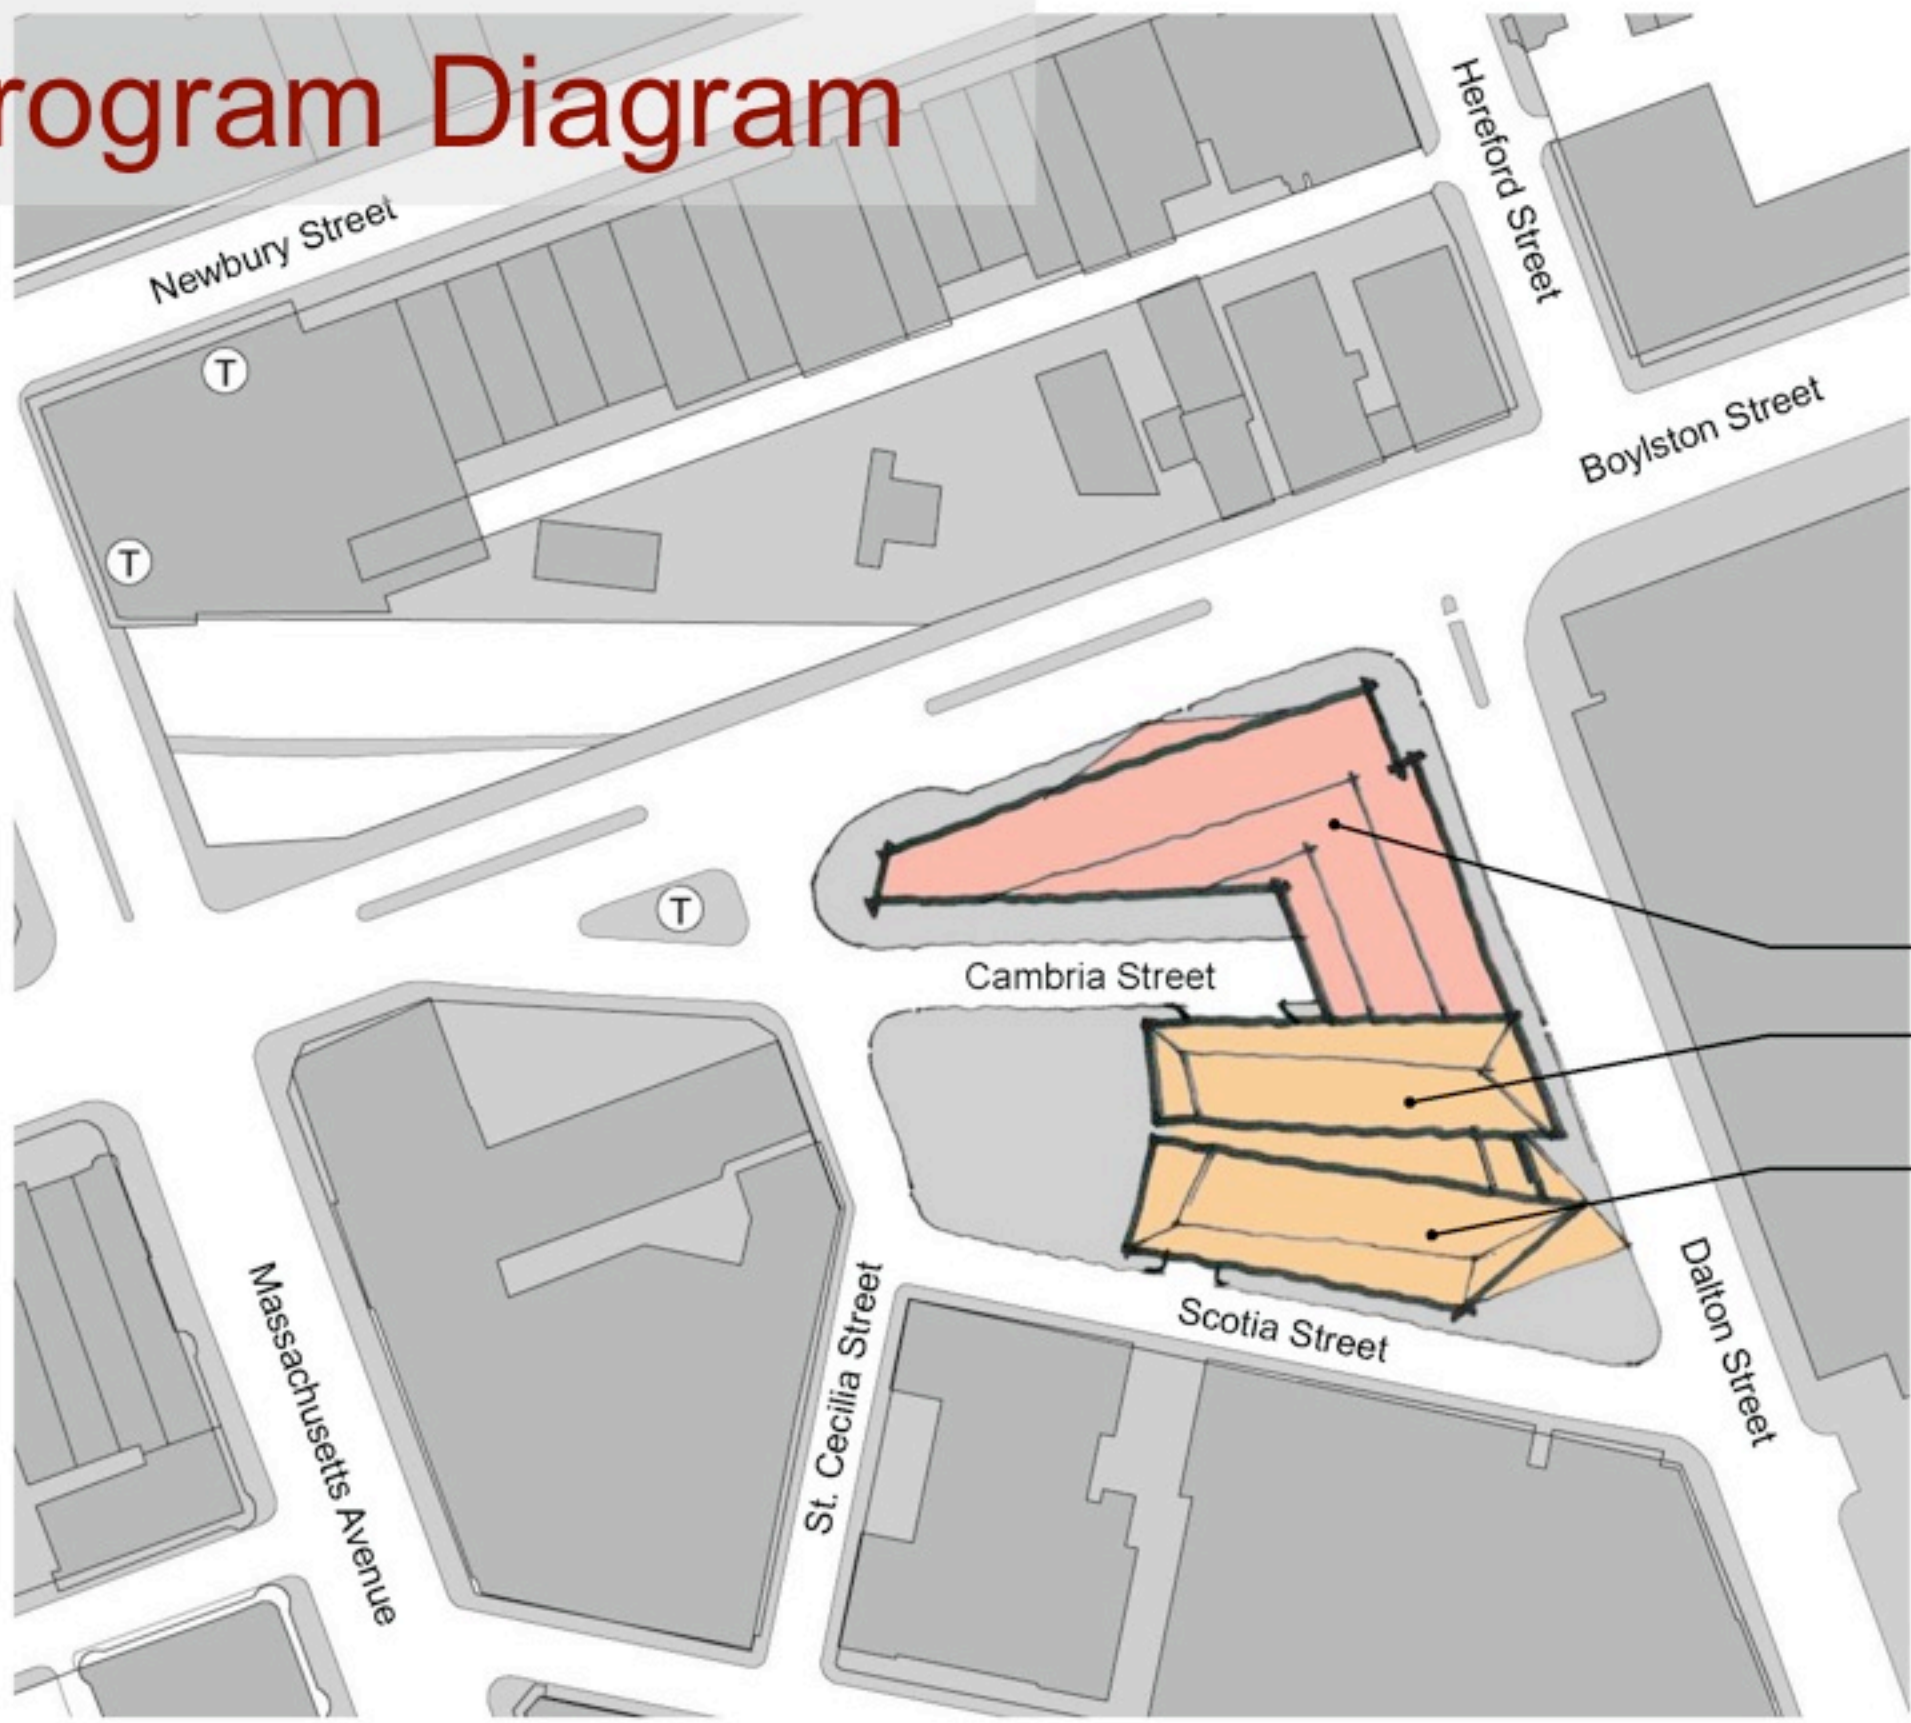 rogram Diagram
Hereford Street
Newbury Street
T
Boylston Street
T
T
Cambria Street
Massachusetts Avenue
St. Cecilia Street
Scotia Street
Dalton Street